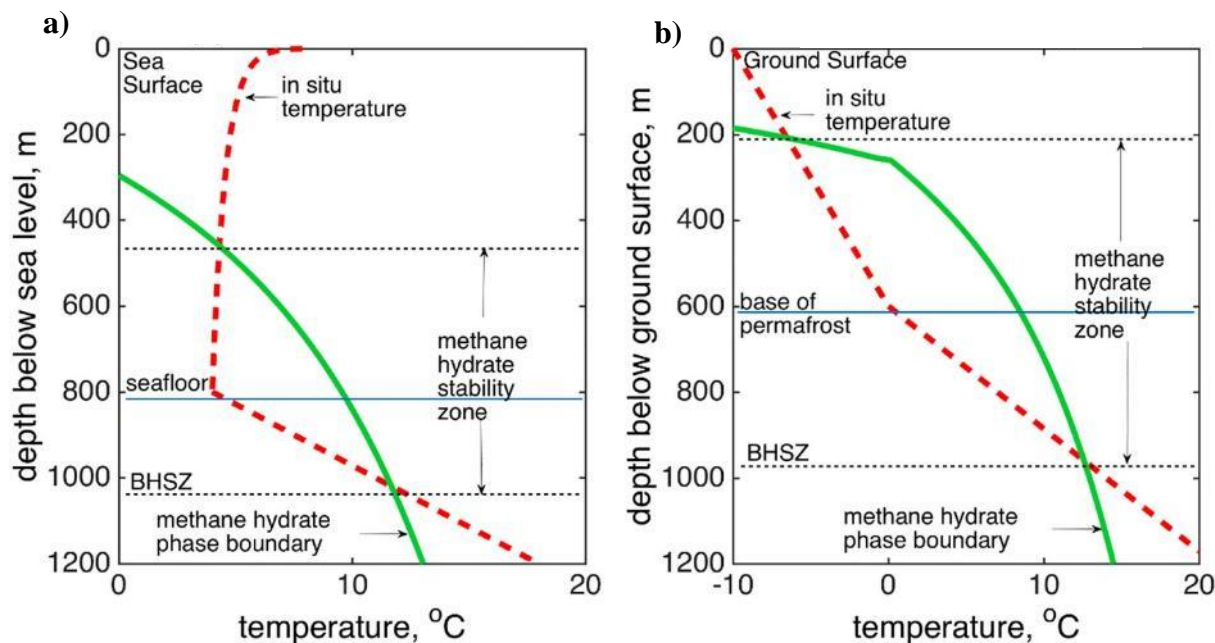 a)
0
200
400
600
800
1000
1200
depth below sea level, m
Sea
Surface
in situ
temperature
methane
hydrate
stability
zone
seafloor
BHSZ
methane hydrate
phase boundary
0
10
20
temperature, °C
b)
0
200
400
600
800
1000
1200
depth below ground surface, m
Ground Surface
in situ
temperature
methane
hydrate
stability
zone
base of
permafrost
BHSZ
methane hydrate
phase boundary
-10
0
10
20
temperature, °C